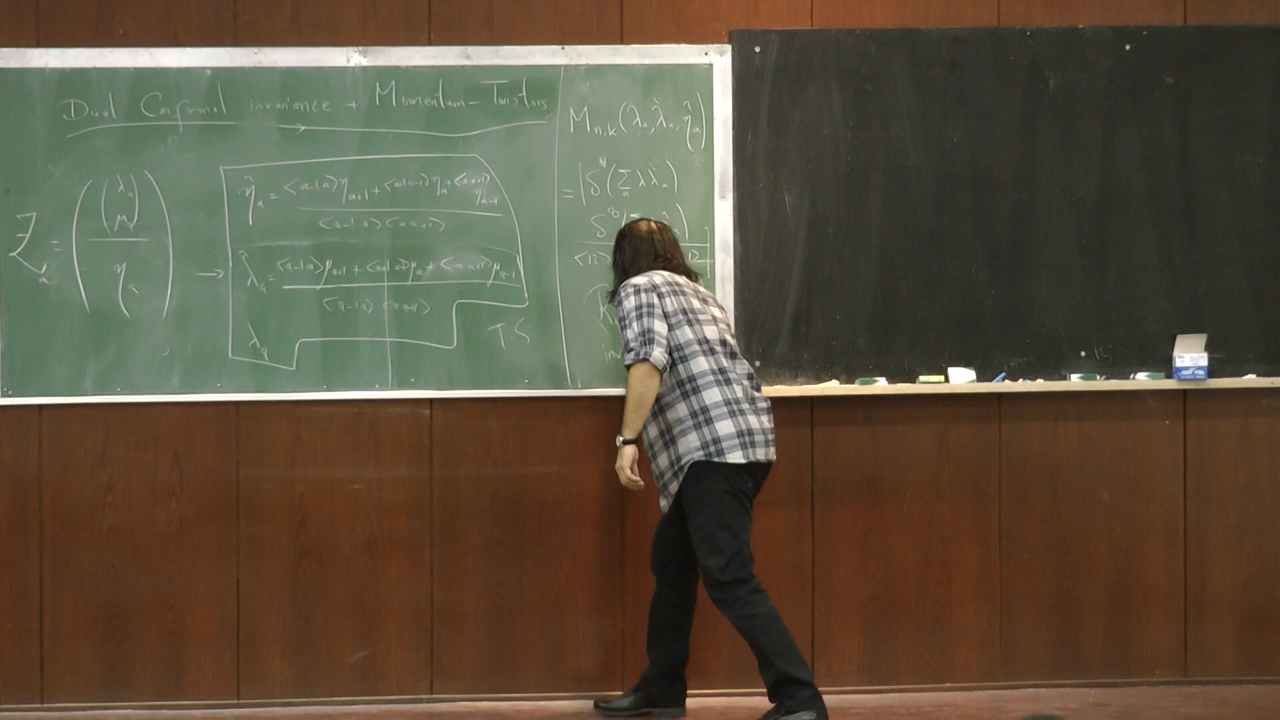 Dual Conformal invariance + Momentum-Twistors
Z_a = ( (λ_a μ_a) / η_a ) →
η̃_a = <a-1 a> η_{a+1} + <a+1 a-1> η_a + <a a+1> η_{a-1}
<a-1 a> <a a+1>
λ̃_a = <a-1 a> μ_{a+1} + <a+1 a-1> μ_a + <a a+1> μ_{a-1}
<a-1 a> <a a+1>
λ_a
T-S
M_{n,k}(λ_a, λ̃_a, η̃_a)
= δ^4(Σ_a λ λ̃_a)
δ^8(
<12>